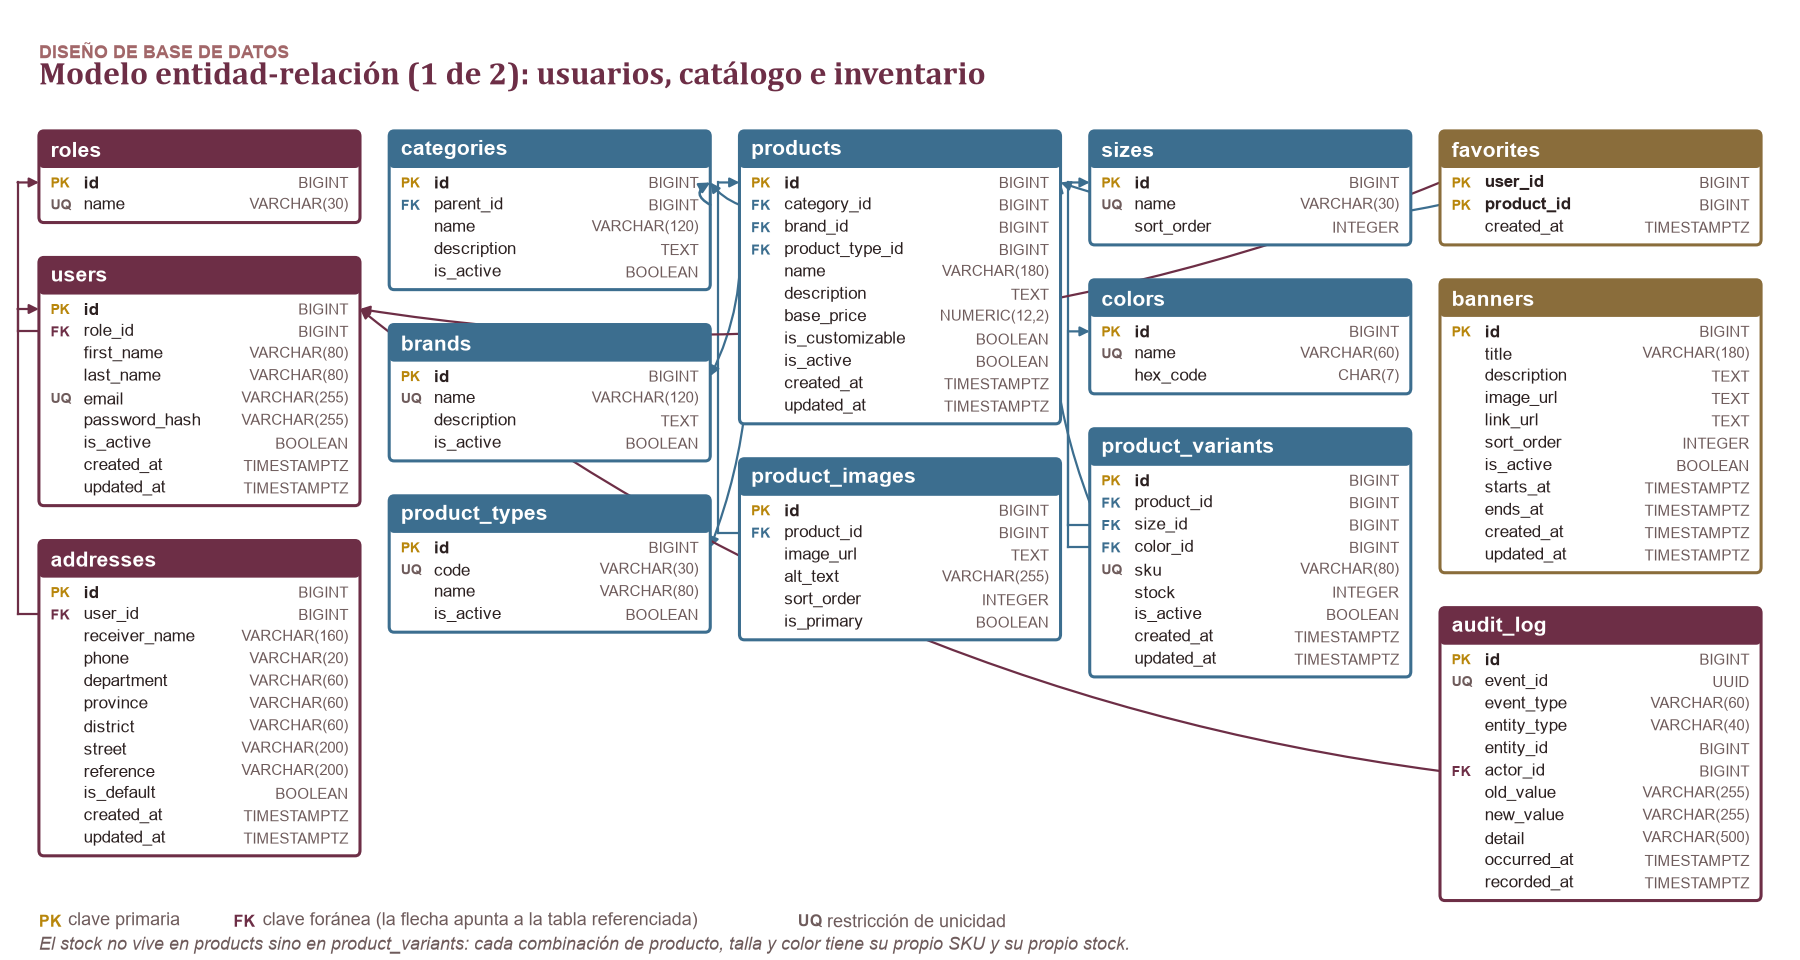 DISEÑO DE BASE DE DATOS
Modelo entidad-relación (1 de 2): usuarios, catálogo e inventario
roles
PK id BIGINT
UQ name VARCHAR(30)
users
PK id BIGINT
FK role_id BIGINT
first_name VARCHAR(80)
last_name VARCHAR(80)
UQ email VARCHAR(255)
password_hash VARCHAR(255)
is_active BOOLEAN
created_at TIMESTAMPTZ
updated_at TIMESTAMPTZ
addresses
PK id BIGINT
FK user_id BIGINT
receiver_name VARCHAR(160)
phone VARCHAR(20)
department VARCHAR(60)
province VARCHAR(60)
district VARCHAR(60)
street VARCHAR(200)
reference VARCHAR(200)
is_default BOOLEAN
created_at TIMESTAMPTZ
updated_at TIMESTAMPTZ
categories
PK id BIGINT
FK parent_id BIGINT
name VARCHAR(120)
description TEXT
is_active BOOLEAN
brands
PK id BIGINT
UQ name VARCHAR(120)
description TEXT
is_active BOOLEAN
product_types
PK id BIGINT
UQ code VARCHAR(30)
name VARCHAR(80)
is_active BOOLEAN
products
PK id BIGINT
FK category_id BIGINT
FK brand_id BIGINT
FK product_type_id BIGINT
name VARCHAR(180)
description TEXT
base_price NUMERIC(12,2)
is_customizable BOOLEAN
is_active BOOLEAN
created_at TIMESTAMPTZ
updated_at TIMESTAMPTZ
product_images
PK id BIGINT
FK product_id BIGINT
image_url TEXT
alt_text VARCHAR(255)
sort_order INTEGER
is_primary BOOLEAN
sizes
PK id BIGINT
UQ name VARCHAR(30)
sort_order INTEGER
colors
PK id BIGINT
UQ name VARCHAR(60)
hex_code CHAR(7)
product_variants
PK id BIGINT
FK product_id BIGINT
FK size_id BIGINT
FK color_id BIGINT
UQ sku VARCHAR(80)
stock INTEGER
is_active BOOLEAN
created_at TIMESTAMPTZ
updated_at TIMESTAMPTZ
favorites
PK user_id BIGINT
PK product_id BIGINT
created_at TIMESTAMPTZ
banners
PK id BIGINT
title VARCHAR(180)
description TEXT
image_url TEXT
link_url TEXT
sort_order INTEGER
is_active BOOLEAN
starts_at TIMESTAMPTZ
ends_at TIMESTAMPTZ
created_at TIMESTAMPTZ
updated_at TIMESTAMPTZ
audit_log
PK id BIGINT
UQ event_id UUID
event_type VARCHAR(60)
entity_type VARCHAR(40)
entity_id BIGINT
FK actor_id BIGINT
old_value VARCHAR(255)
new_value VARCHAR(255)
detail VARCHAR(500)
occurred_at TIMESTAMPTZ
recorded_at TIMESTAMPTZ
PK clave primaria FK clave foránea (la flecha apunta a la tabla referenciada) UQ restricción de unicidad
El stock no vive en products sino en product_variants: cada combinación de producto, talla y color tiene su propio SKU y su propio stock.